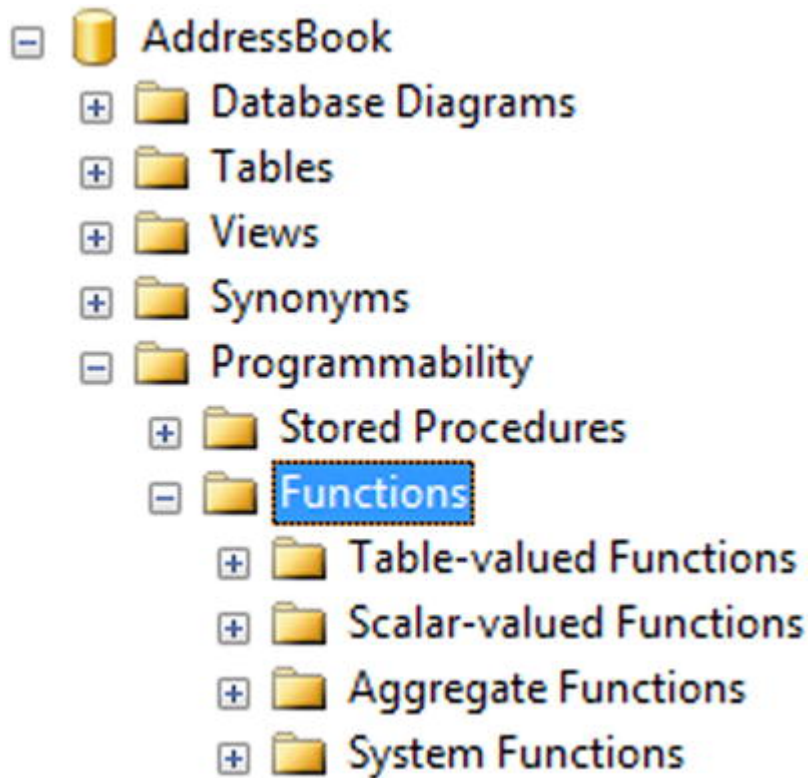 AddressBook
Database Diagrams
Tables
Views
Synonyms
Programmability
Stored Procedures
Functions
Table-valued Functions
Scalar-valued Functions
Aggregate Functions
System Functions